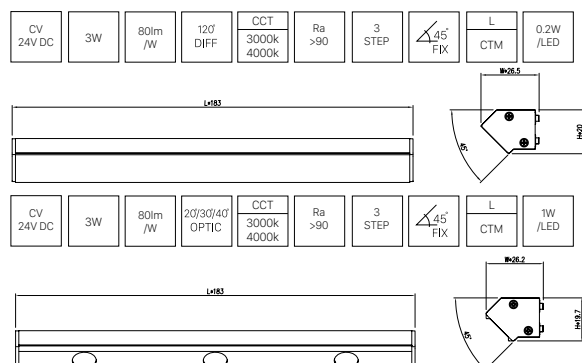 CV
24V DC
3W
80lm
/W
120°
DIFF
CCT
3000k
4000k
Ra
>90
3
STEP
45°
FIX
L
CTM
0.2W
/LED
L=183
W=26.5
H=20
45°
CV
24V DC
3W
80lm
/W
20°/30°/40°
OPTIC
CCT
3000k
4000k
Ra
>90
3
STEP
45°
FIX
L
CTM
1W
/LED
L=183
W=26.2
H=19.7
45°